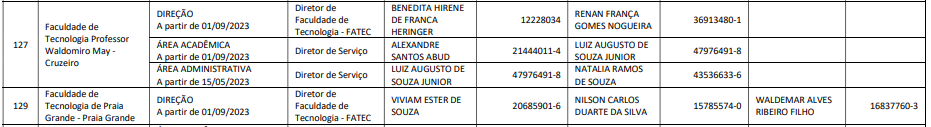 127
Faculdade de
Tecnologia Professor
Waldomiro May -
Cruzeiro
DIREÇÃO
A partir de 01/09/2023
Diretor de
Faculdade de
Tecnologia - FATEC
BENEDITA HIRENE
DE FRANCA
HERINGER
12228034
RENAN FRANÇA
GOMES NOGUEIRA
36913480-1
ÁREA ACADÊMICA
A partir de 01/09/2023
Diretor de Serviço
ALEXANDRE
SANTOS ABUD
21444011-4
LUIZ AUGUSTO DE
SOUZA JUNIOR
47976491-8
ÁREA ADMINISTRATIVA
A partir de 15/05/2023
Diretor de Serviço
LUIZ AUGUSTO DE
SOUZA JUNIOR
47976491-8
NATALIA RAMOS
DE SOUZA
43536633-6
129
Faculdade de
Tecnologia de Praia
Grande - Praia Grande
DIREÇÃO
A partir de 01/09/2023
Diretor de
Faculdade de
Tecnologia - FATEC
VIVIAM ESTER DE
SOUZA
20685901-6
NILSON CARLOS
DUARTE DA SILVA
15785574-0
WALDEMAR ALVES
RIBEIRO FILHO
16837760-3